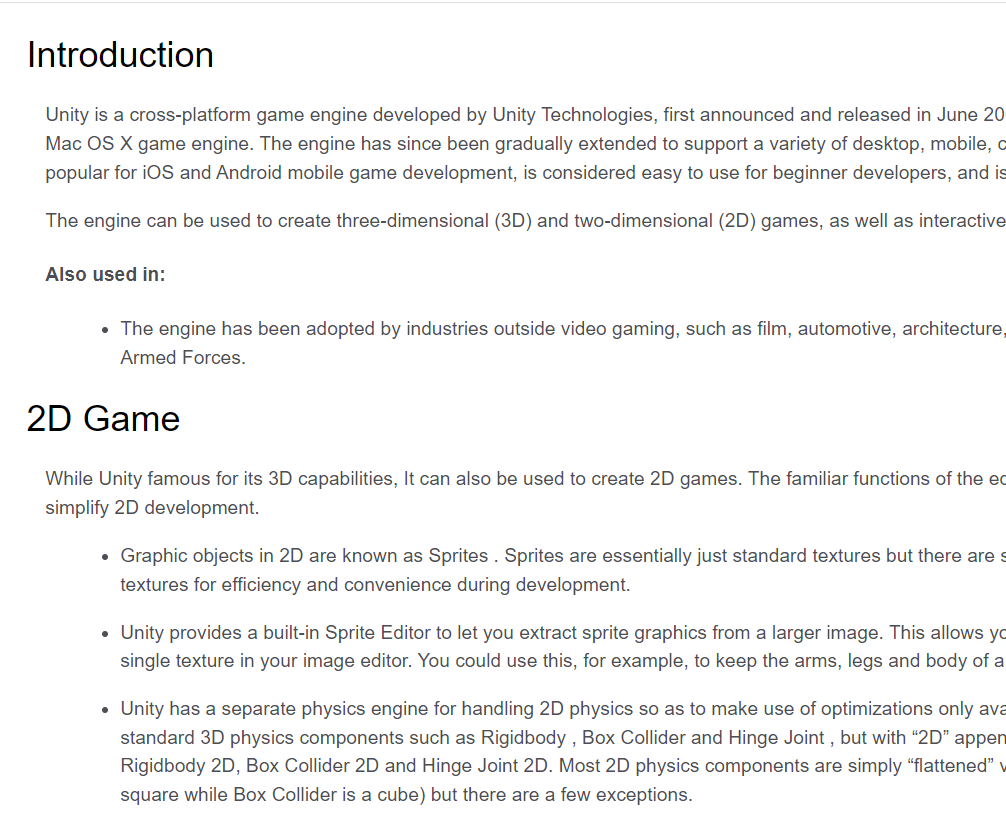 Introduction
Unity is a cross-platform game engine developed by Unity Technologies, first announced and released in June 20
Mac OS X game engine. The engine has since been gradually extended to support a variety of desktop, mobile, c
popular for iOS and Android mobile game development, is considered easy to use for beginner developers, and is
The engine can be used to create three-dimensional (3D) and two-dimensional (2D) games, as well as interactive
Also used in:
• The engine has been adopted by industries outside video gaming, such as film, automotive, architecture,
Armed Forces.
2D Game
While Unity famous for its 3D capabilities, It can also be used to create 2D games. The familiar functions of the ec
simplify 2D development.
• Graphic objects in 2D are known as Sprites . Sprites are essentially just standard textures but there are s
textures for efficiency and convenience during development.
• Unity provides a built-in Sprite Editor to let you extract sprite graphics from a larger image. This allows yo
single texture in your image editor. You could use this, for example, to keep the arms, legs and body of a
• Unity has a separate physics engine for handling 2D physics so as to make use of optimizations only ava
standard 3D physics components such as Rigidbody , Box Collider and Hinge Joint , but with “2D” appen
Rigidbody 2D, Box Collider 2D and Hinge Joint 2D. Most 2D physics components are simply “flattened” v
square while Box Collider is a cube) but there are a few exceptions.